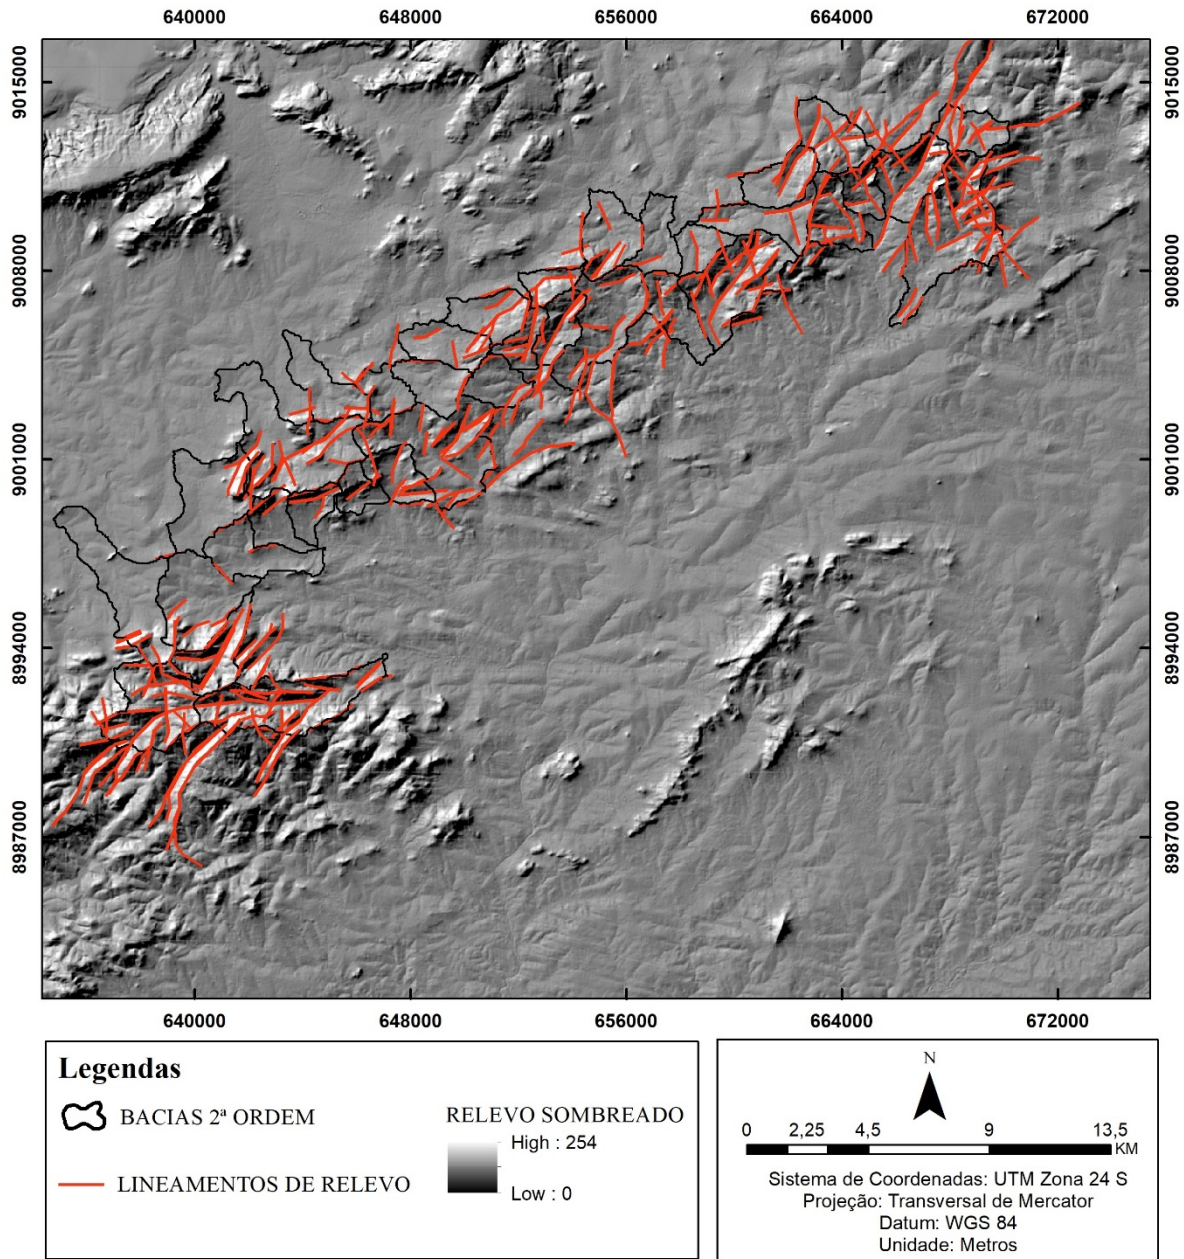 640000 648000 656000 664000 672000
9015000 9015000
9008000 9008000
9001000 9001000
8994000 8994000
8987000 8987000
640000 648000 656000 664000 672000
Legendas
BACIAS 2ª ORDEM
LINEAMENTOS DE RELEVO
RELEVO SOMBREADO
High : 254
Low : 0
N
0 2,25 4,5 9 13,5
KM
Sistema de Coordenadas: UTM Zona 24 S
Projeção: Transversal de Mercator
Datum: WGS 84
Unidade: Metros